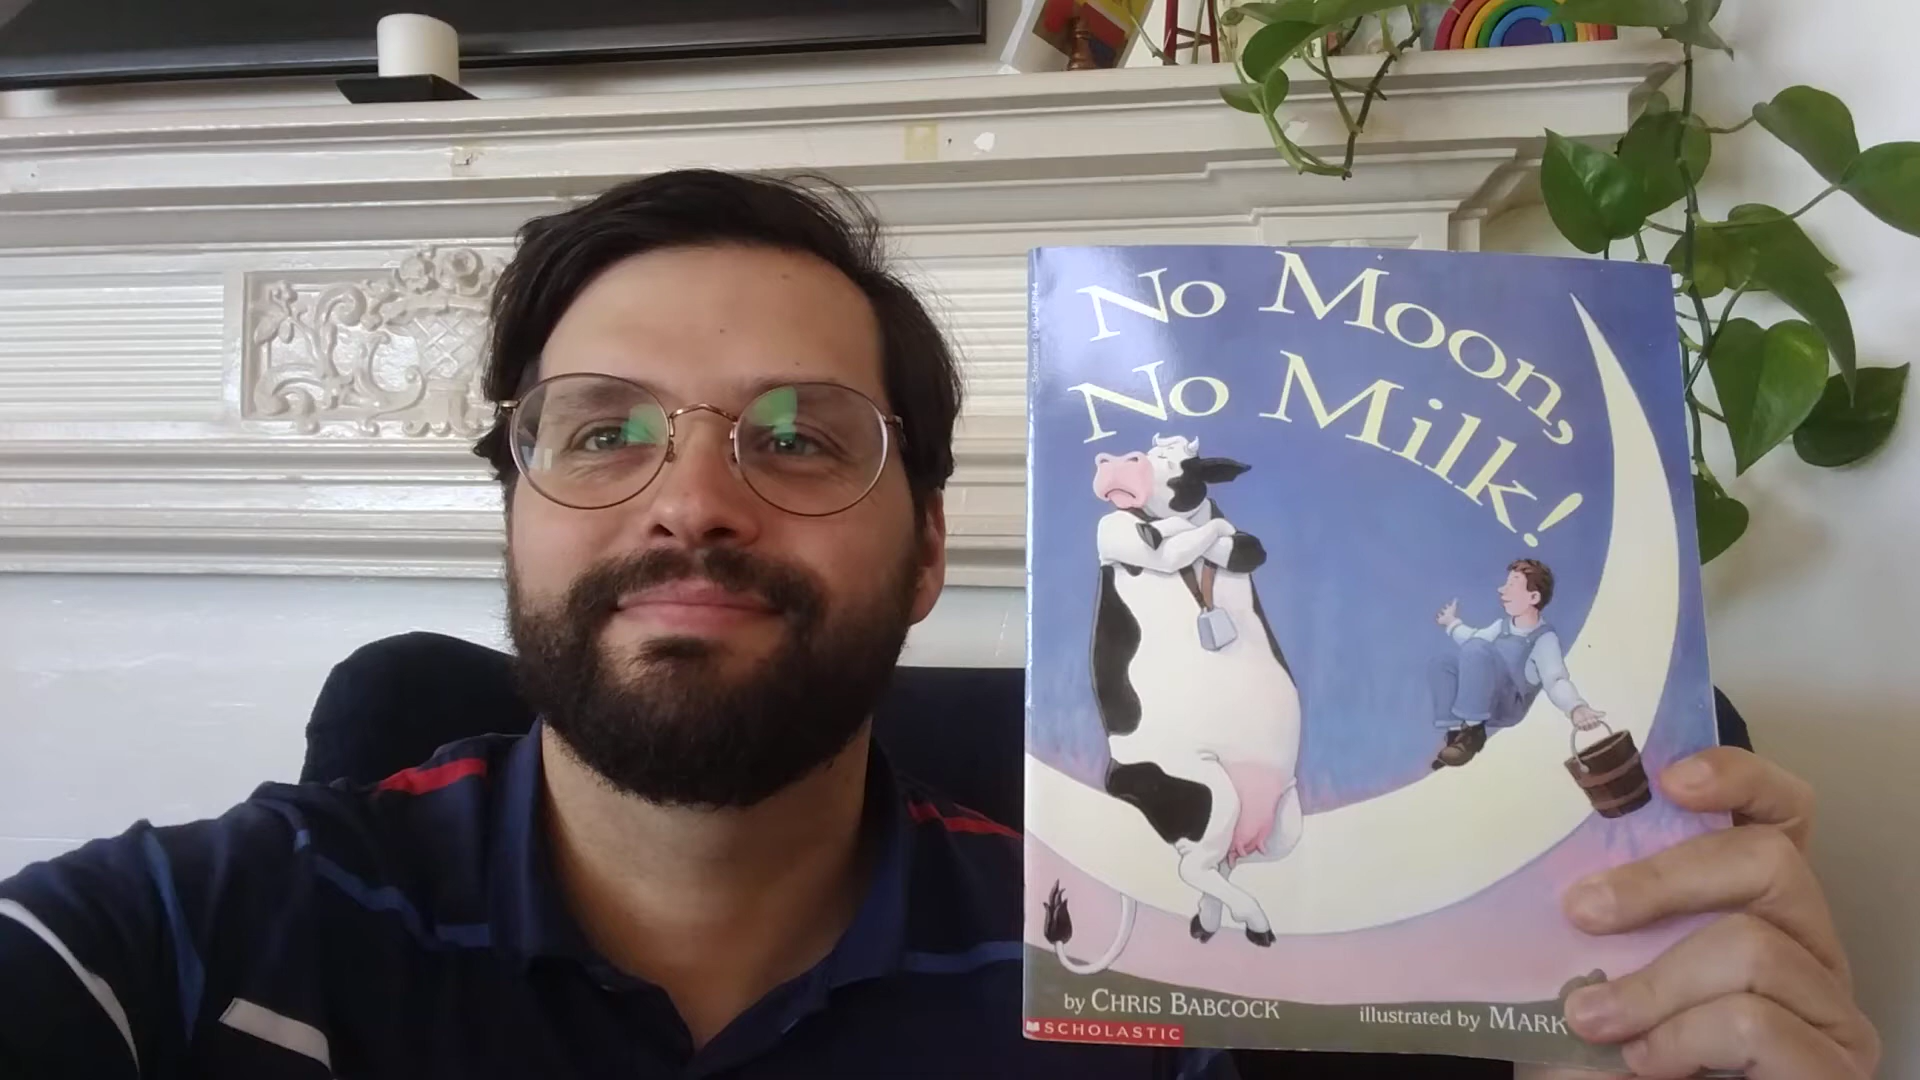 No Moon,
No Milk!
by CHRIS BABCOCK
illustrated by MARK
SCHOLASTIC